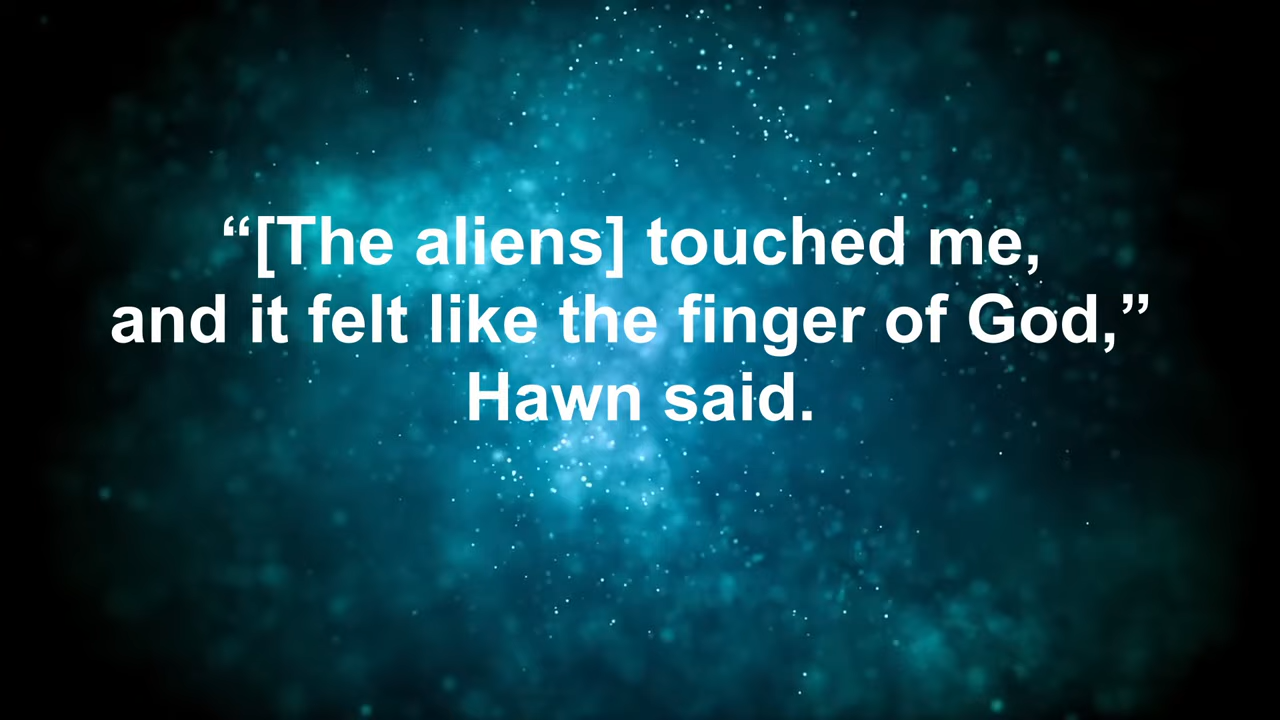 “[The aliens] touched me,
and it felt like the finger of God,”
Hawn said.